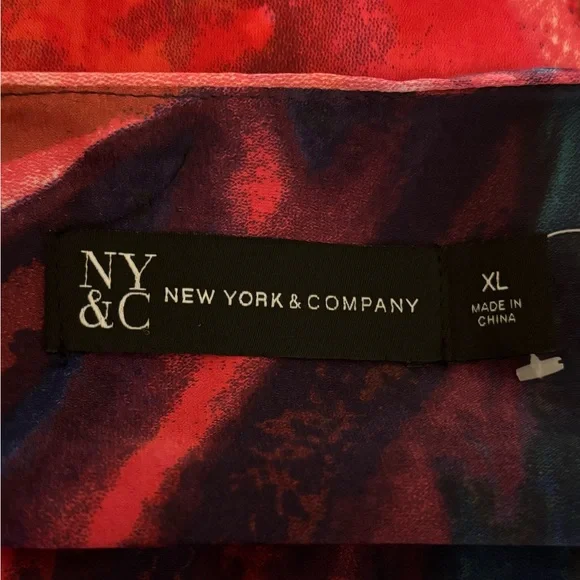 NY
&C
NEW YORK & COMPANY
XL
MADE IN
CHINA